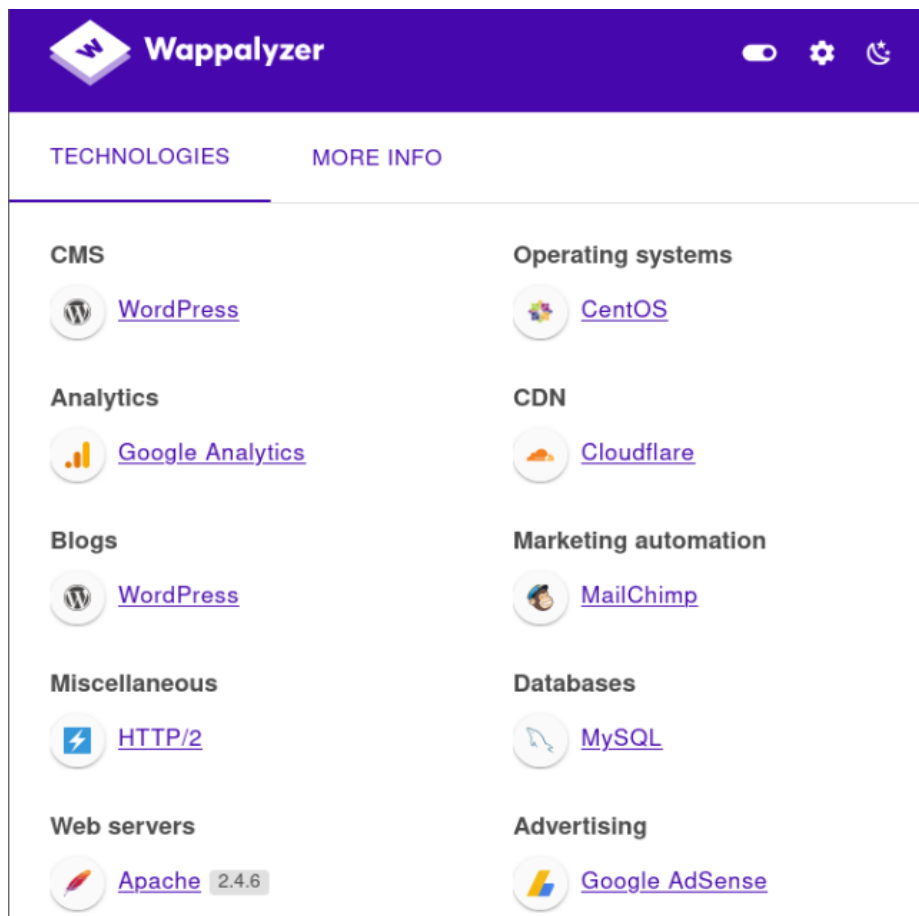 Wappalyzer
TECHNOLOGIES MORE INFO
CMS Operating systems
WordPress CentOS
Analytics CDN
Google Analytics Cloudflare
Blogs Marketing automation
WordPress MailChimp
Miscellaneous Databases
HTTP/2 MySQL
Web servers Advertising
Apache 2.4.6 Google AdSense